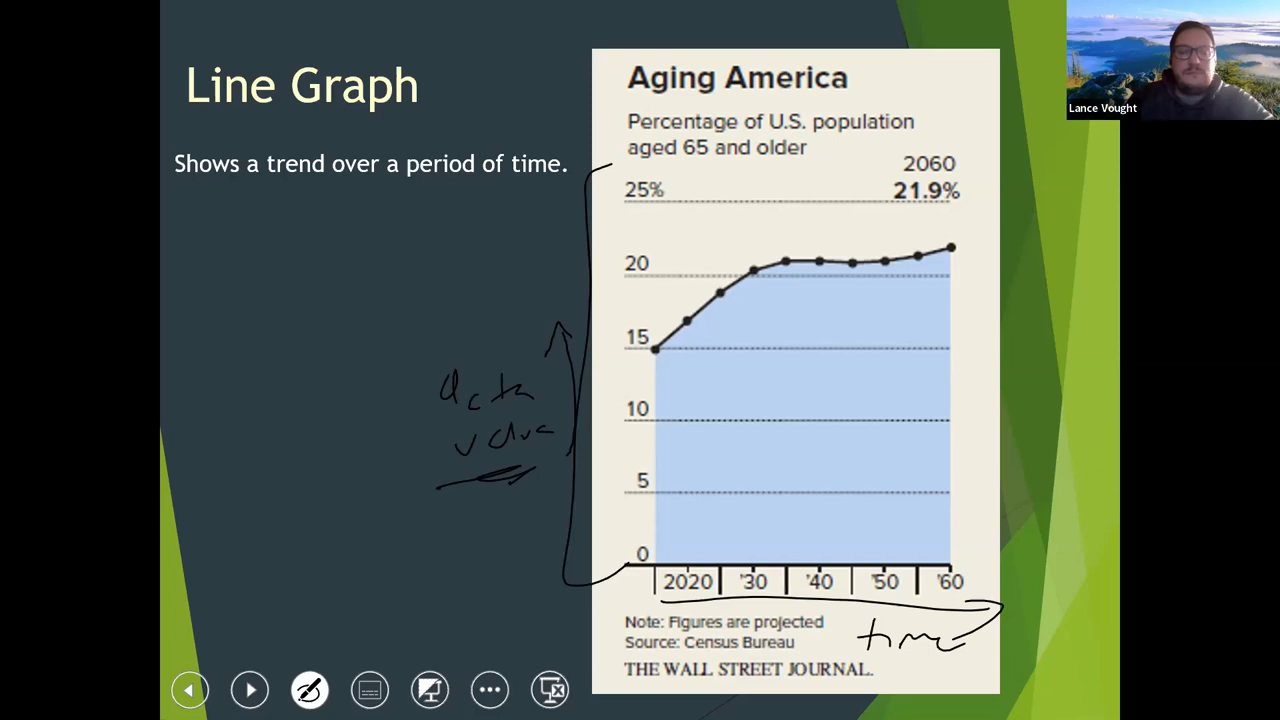 Line Graph
Shows a trend over a period of time.
Aging America
Percentage of U.S. population
aged 65 and older
2060
25% 21.9%
20
15
10
5
0
2020 '30 '40 '50 '60
Note: Figures are projected
Source: Census Bureau
THE WALL STREET JOURNAL.
data
value
time
Lance Vought